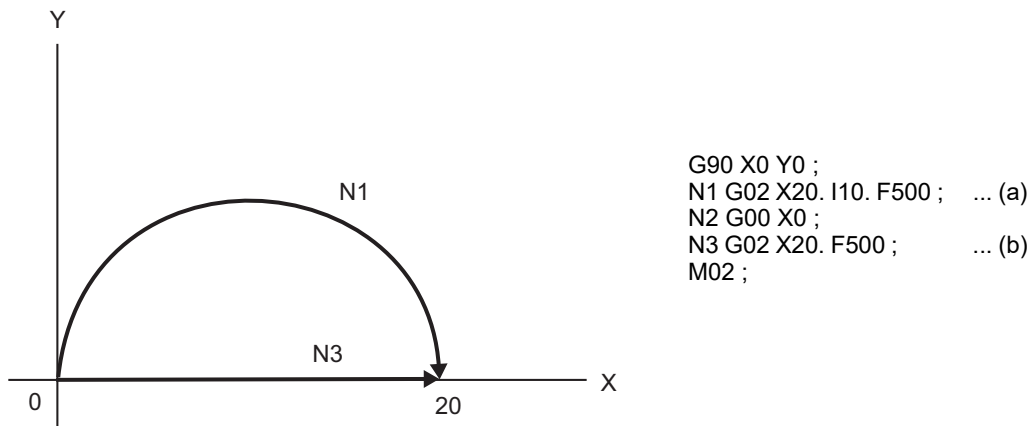 Y
N1
N3
X
0
20
G90 X0 Y0 ;
N1 G02 X20. I10. F500 ; ... (a)
N2 G00 X0 ;
N3 G02 X20. F500 ; ... (b)
M02 ;